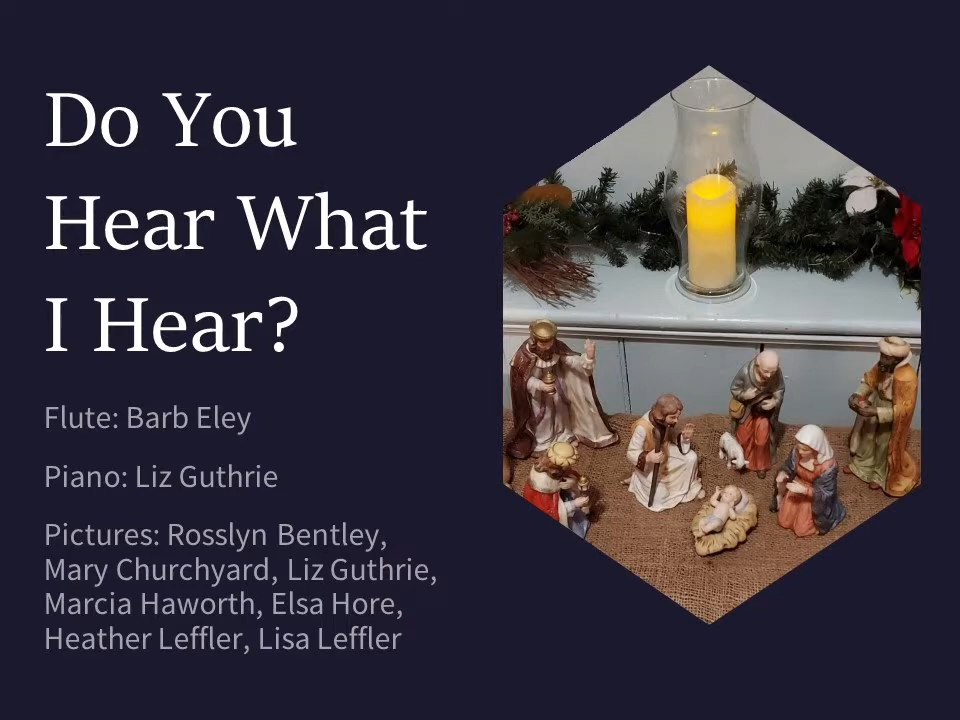 Do You
Hear What
I Hear?
Flute: Barb Eley
Piano: Liz Guthrie
Pictures: Rosslyn Bentley,
Mary Churchyard, Liz Guthrie,
Marcia Haworth, Elsa Hore,
Heather Leffler, Lisa Leffler